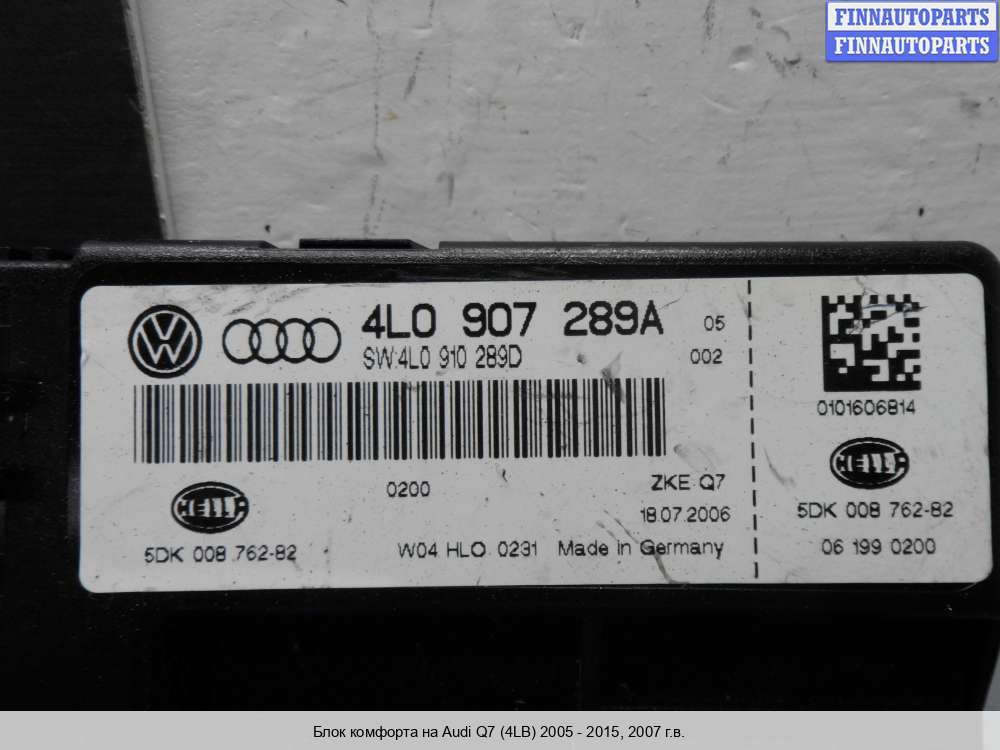 FINNAUTOPARTS
FINNAUTOPARTS
4L0 907 289A 05
SW:4L0 910 289D 002
0101606814
HELLA
0200 ZKE Q7
HELLA
18.07.2006
5DK 008 762-82
5DK 008 762-82 W04 HLO 0231 Made in Germany
06 199 0200
Блок комфорта на Audi Q7 (4LB) 2005 - 2015, 2007 г.в.